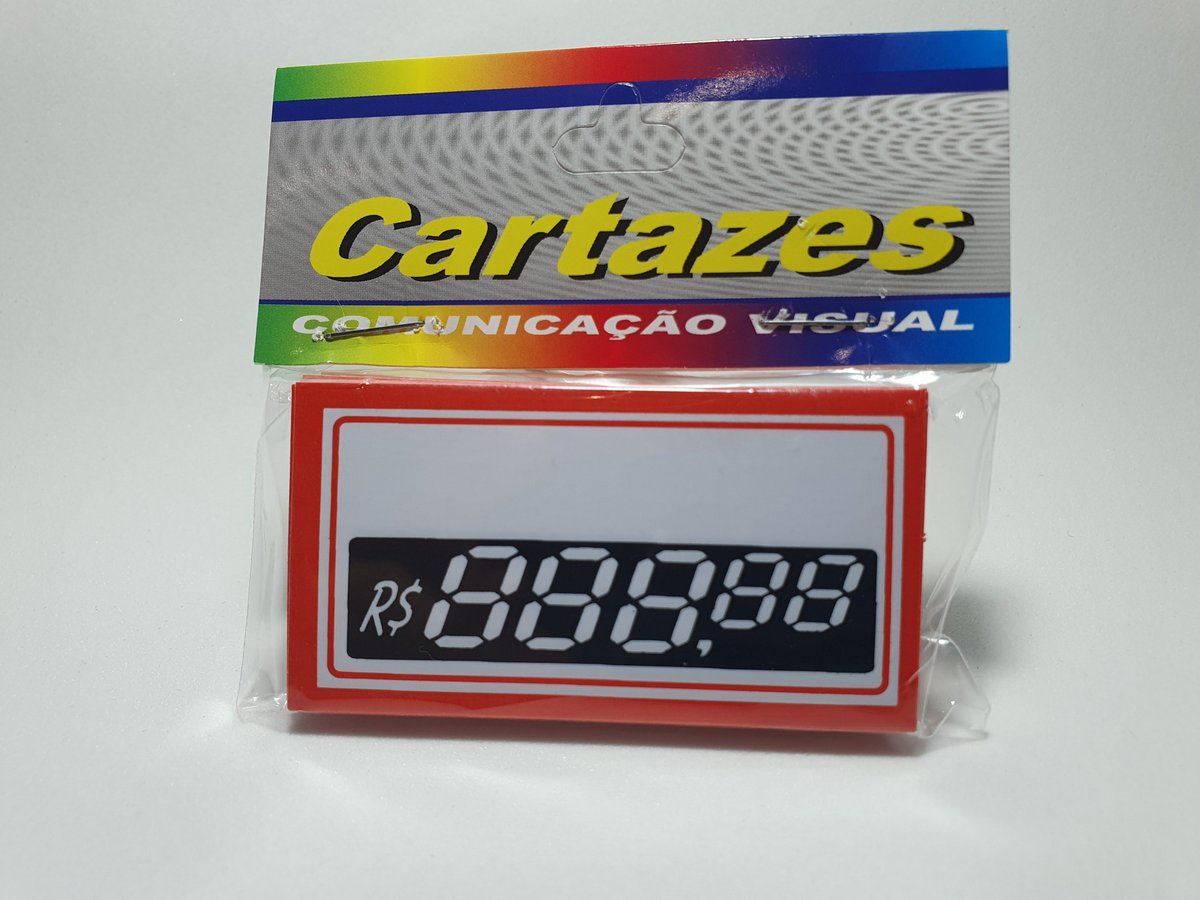 Cartazes
COMUNICAÇÃO VISUAL
R$ 888,88